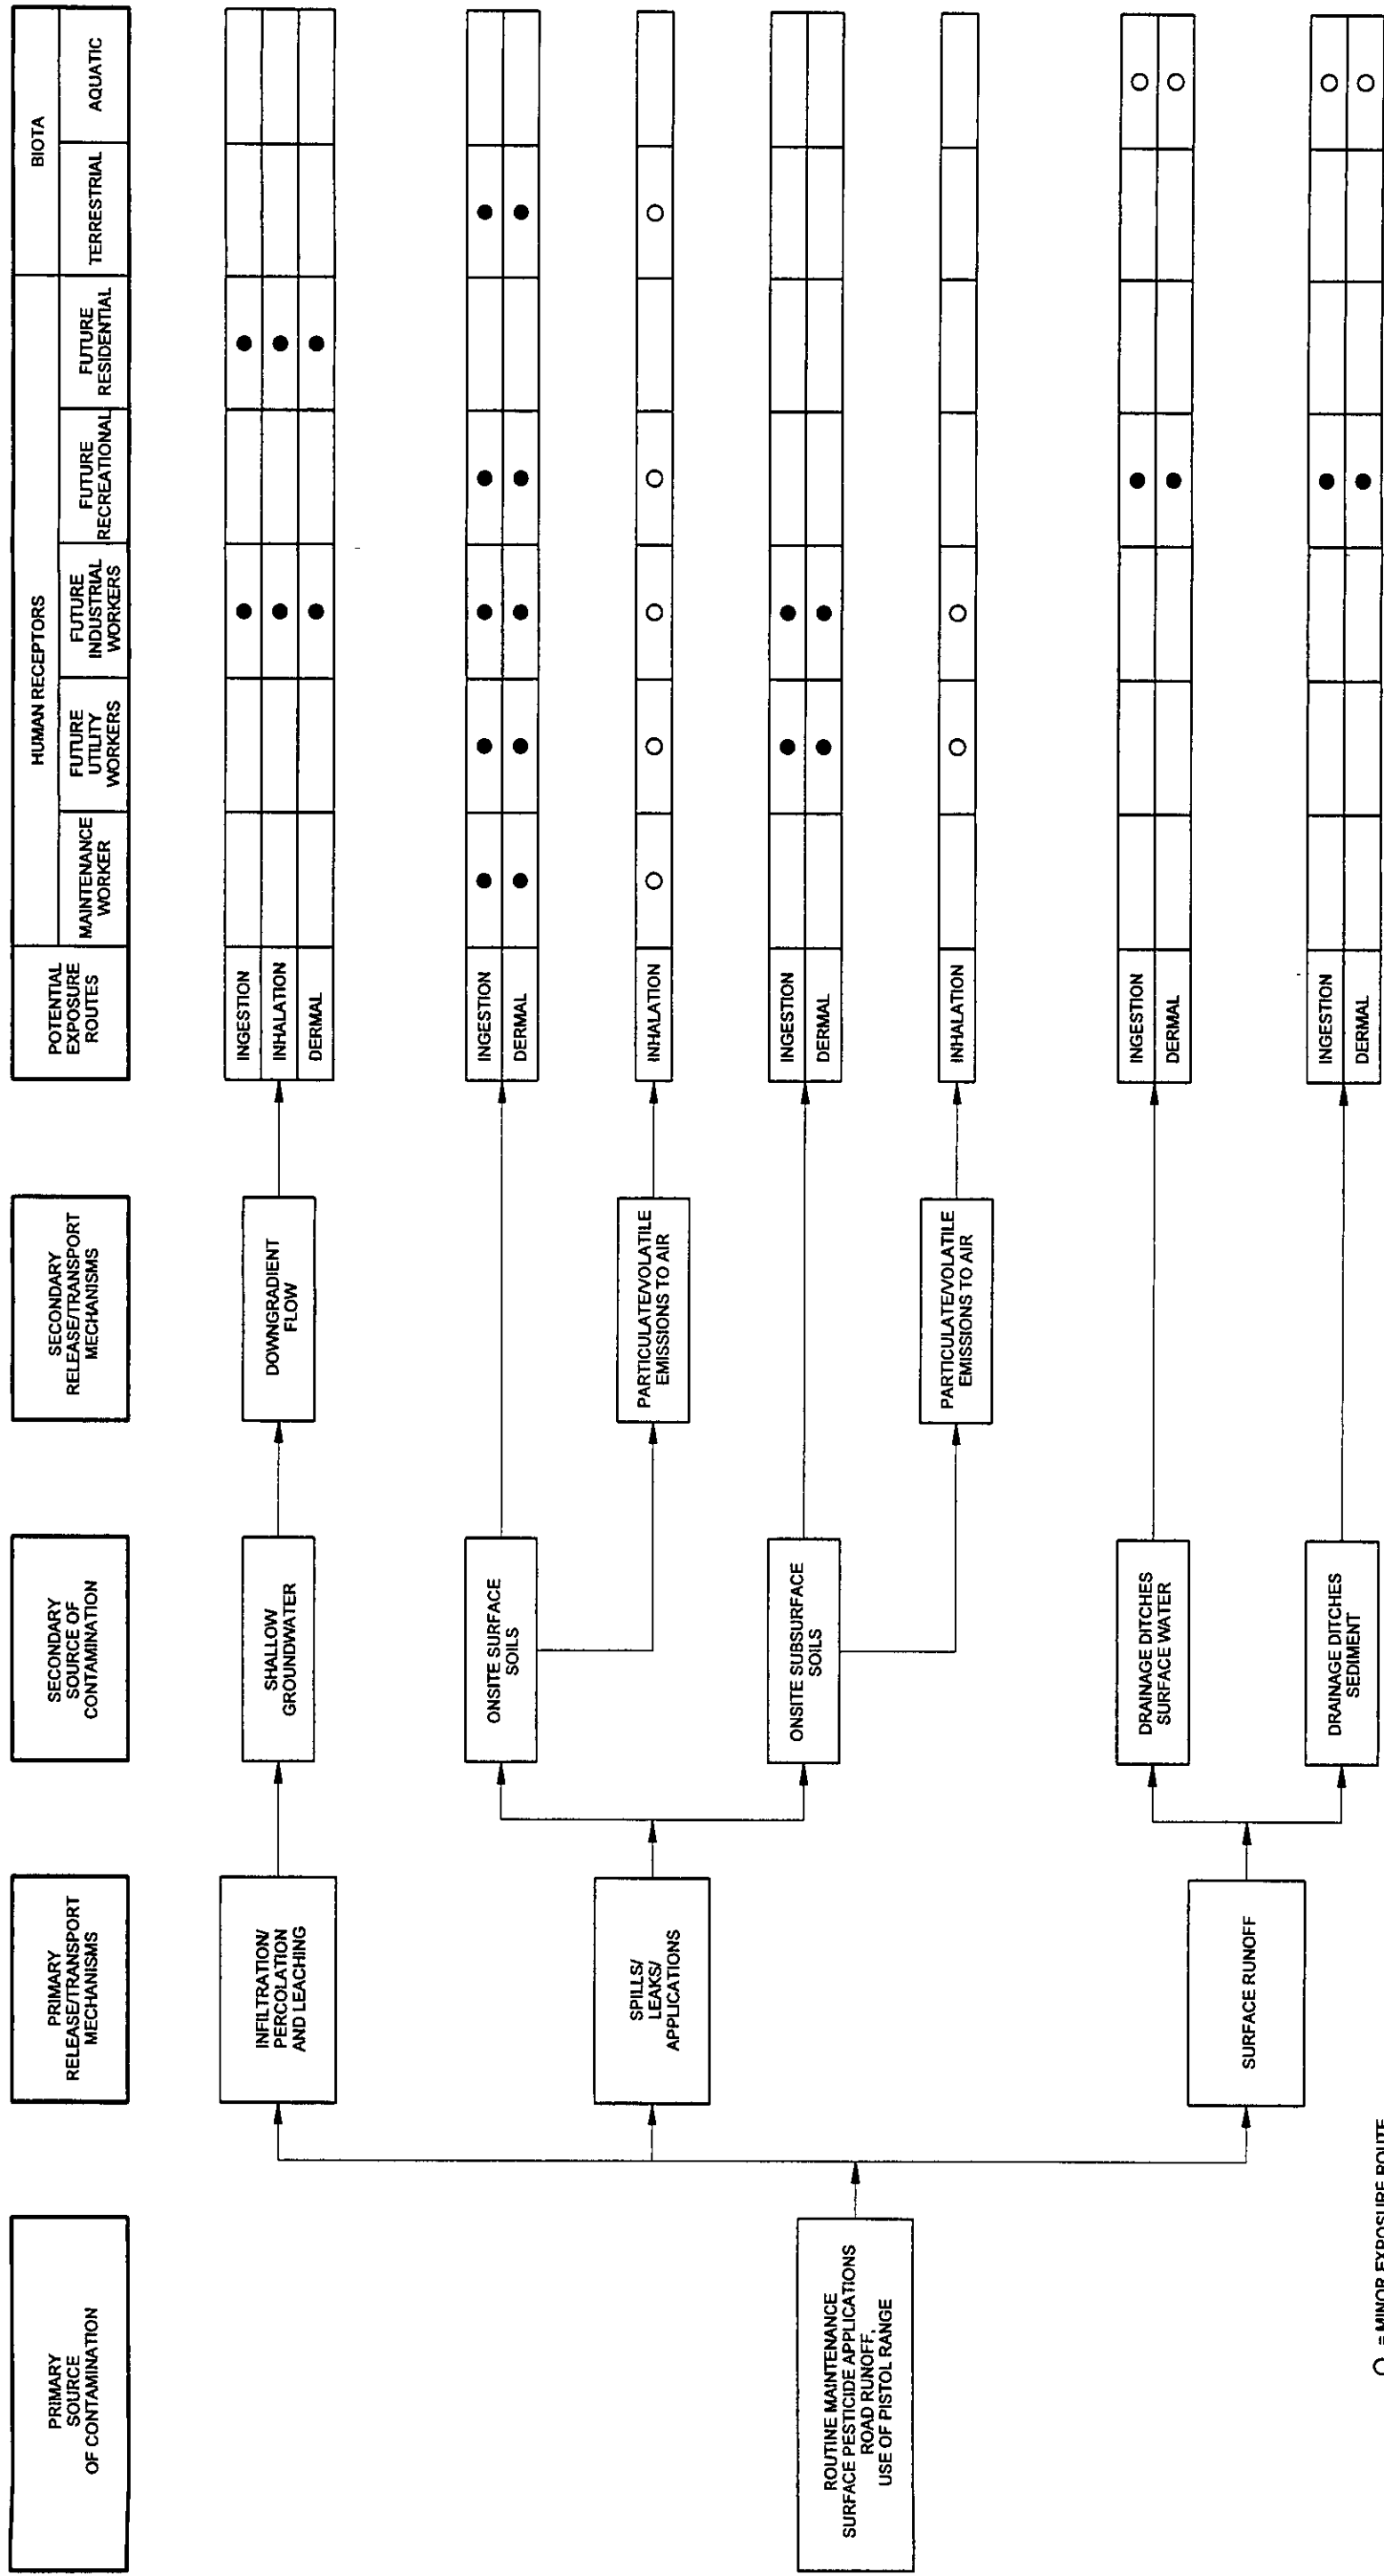 PRIMARY
SOURCE
OF CONTAMINATION
PRIMARY
RELEASE/TRANSPORT
MECHANISMS
SECONDARY
SOURCE OF
CONTAMINATION
SECONDARY
RELEASE/TRANSPORT
MECHANISMS
POTENTIAL
EXPOSURE
ROUTES
HUMAN RECEPTORS
BIOTA
MAINTENANCE
WORKER
FUTURE
UTILITY
WORKERS
FUTURE
INDUSTRIAL
WORKERS
FUTURE
RECREATIONAL
FUTURE
RESIDENTIAL
TERRESTRIAL
AQUATIC
INFILTRATION/
PERCOLATION
AND LEACHING
SHALLOW
GROUNDWATER
DOWNGRADIENT
FLOW
INGESTION
INHALATION
DERMAL
ONSITE SURFACE
SOILS
INGESTION
DERMAL
SPILLS/
LEAKS/
APPLICATIONS
PARTICULATE/VOLATILE
EMISSIONS TO AIR
INHALATION
ROUTINE MAINTENANCE
SURFACE PESTICIDE APPLICATIONS
ROAD RUNOFF,
USE OF PISTOL RANGE
ONSITE SUBSURFACE
SOILS
INGESTION
DERMAL
PARTICULATE/VOLATILE
EMISSIONS TO AIR
INHALATION
DRAINAGE DITCHES
SURFACE WATER
INGESTION
DERMAL
SURFACE RUNOFF
DRAINAGE DITCHES
SEDIMENT
INGESTION
DERMAL
O = MINOR EXPOSURE ROUTE